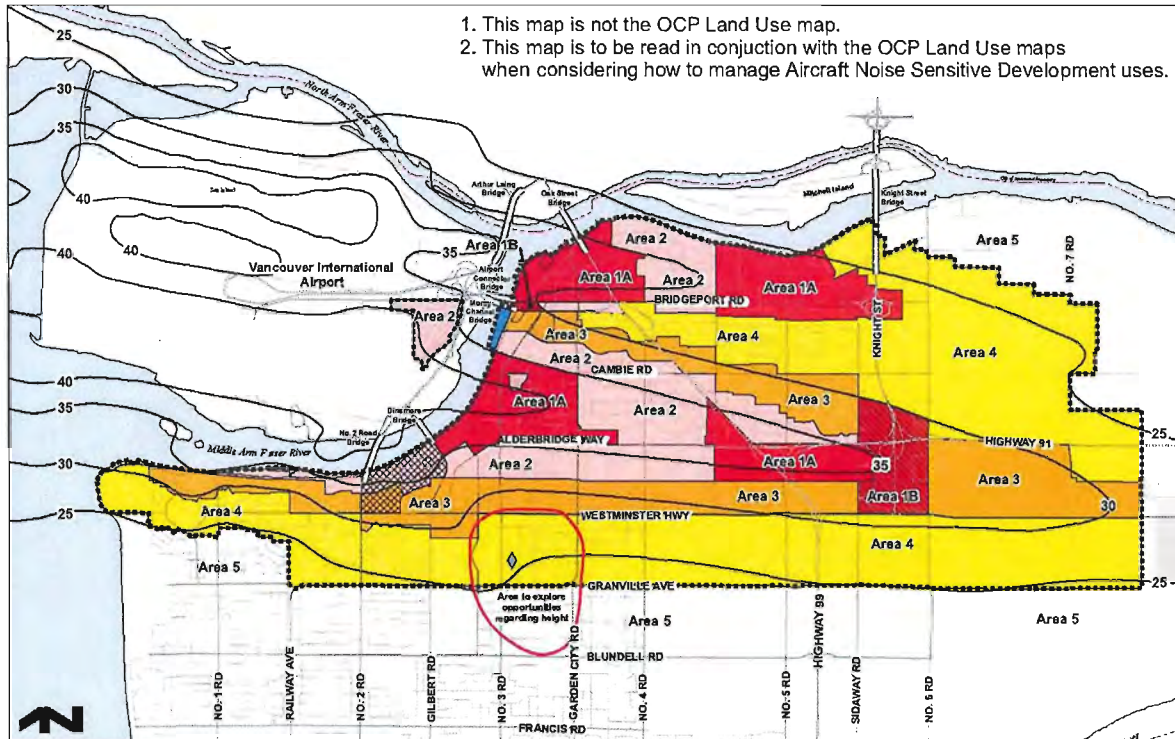 1. This map is not the OCP Land Use map.
2. This map is to be read in conjuction with the OCP Land Use maps
when considering how to manage Aircraft Noise Sensitive Development uses.
25
30
35
40
40
40
40
35
30
25
North Arm Fraser River
Sea Island
Arthur Laing
Bridge
Oak Street
Bridge
Mitchell Island
Knight Street
Bridge
Area 1B
35
Area 2
Area 5
NO. 7 RD
Vancouver International
Airport
Airport
Connector
Bridge
Channel
Bridge
Area 1A
Area 2
Area 1A
BRIDGEPORT RD
KNIGHT ST
Area 2
Area 3
Area 4
Area 4
Area 2
CAMBIE RD
Area 1A
Area 2
Area 3
Dinsmore
Bridge
No. 2 Road
Bridge
ALDERBRIDGE WAY
HIGHWAY 91
25
Middle Arm Fraser River
Area 2
Area 1A
35
Area 3
Area 3
Area 1B
Area 3
30
Area 4
WESTMINSTER HWY
Area 4
25
Area 5
GRANVILLE AVE
25
Area to explore
opportunities
regarding height
Area 5
Area 5
BLUNDELL RD
NO. 1 RD
RAILWAY AVE
NO. 2 RD
GILBERT RD
NO. 3 RD
GARDEN CITY RD
NO. 4 RD
NO. 5 RD
HIGHWAY 99
SIDAWAY RD
NO. 6 RD
FRANCIS RD
N